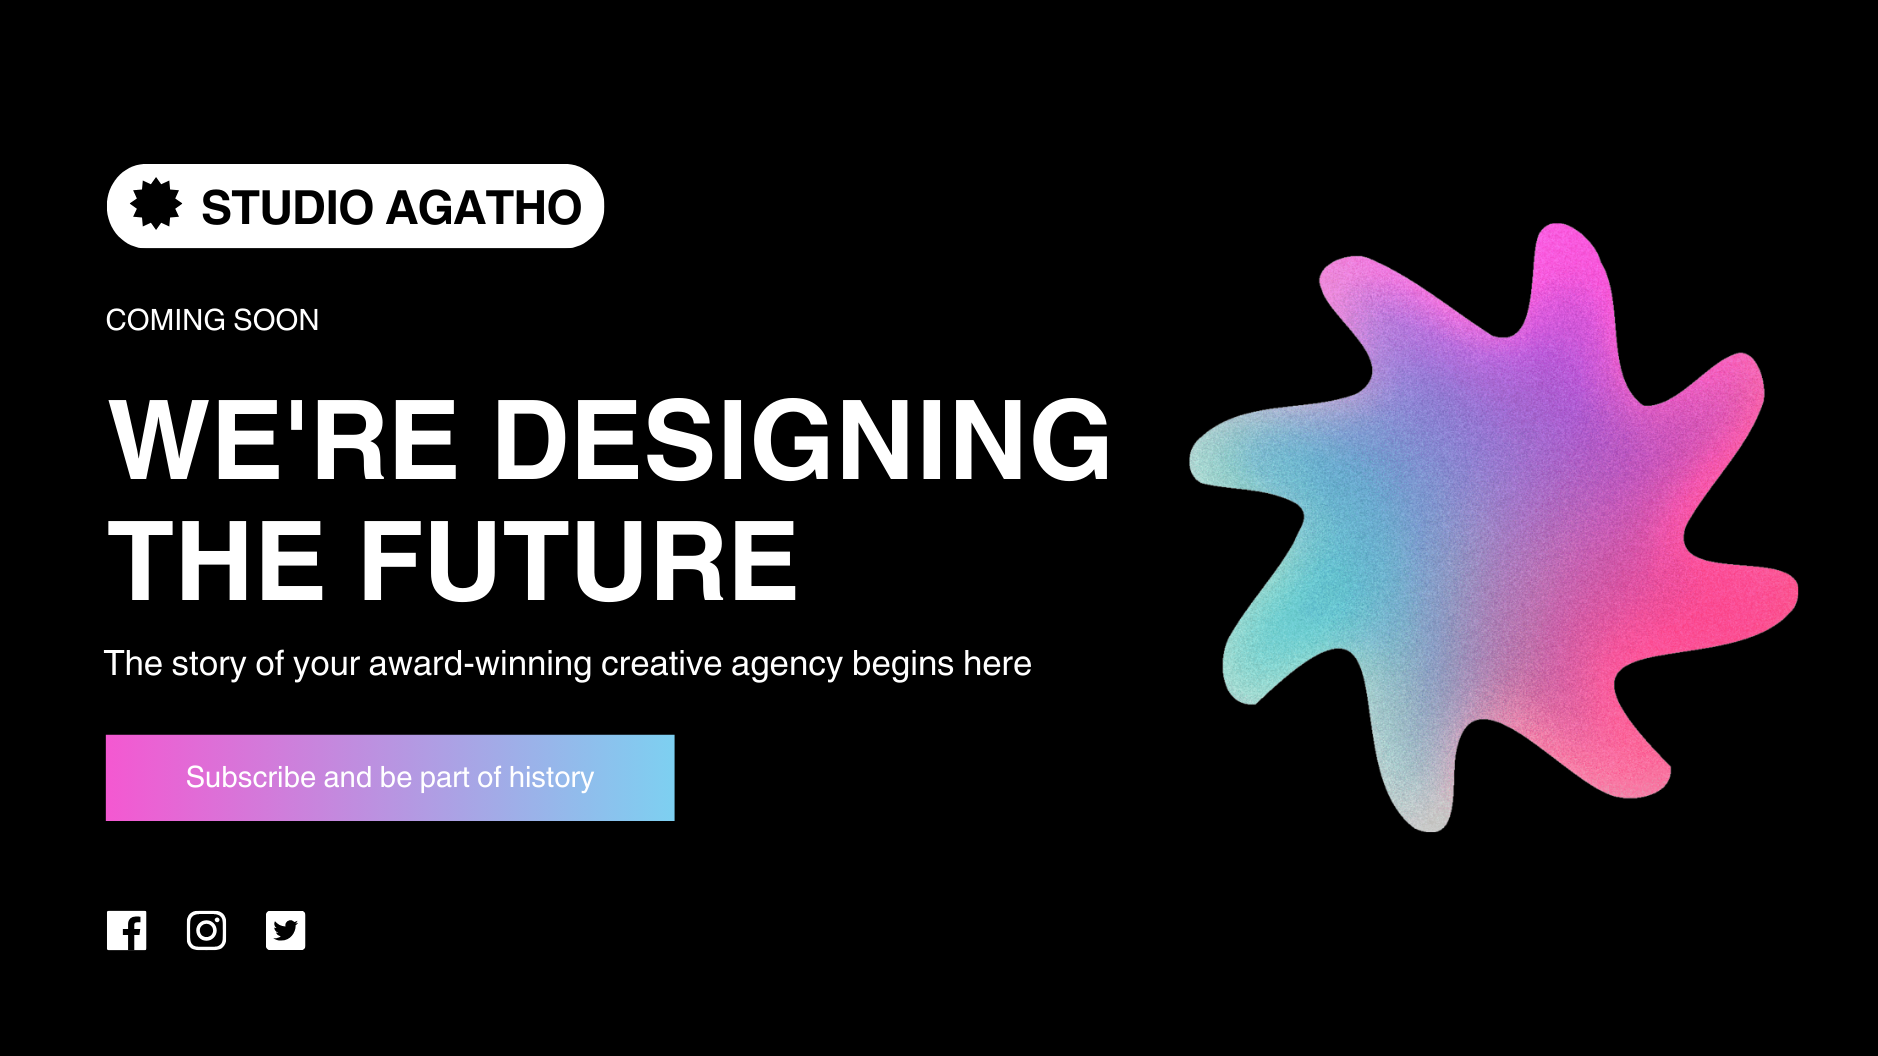 STUDIO AGATHO
COMING SOON
WE'RE DESIGNING
THE FUTURE
The story of your award-winning creative agency begins here
Subscribe and be part of history